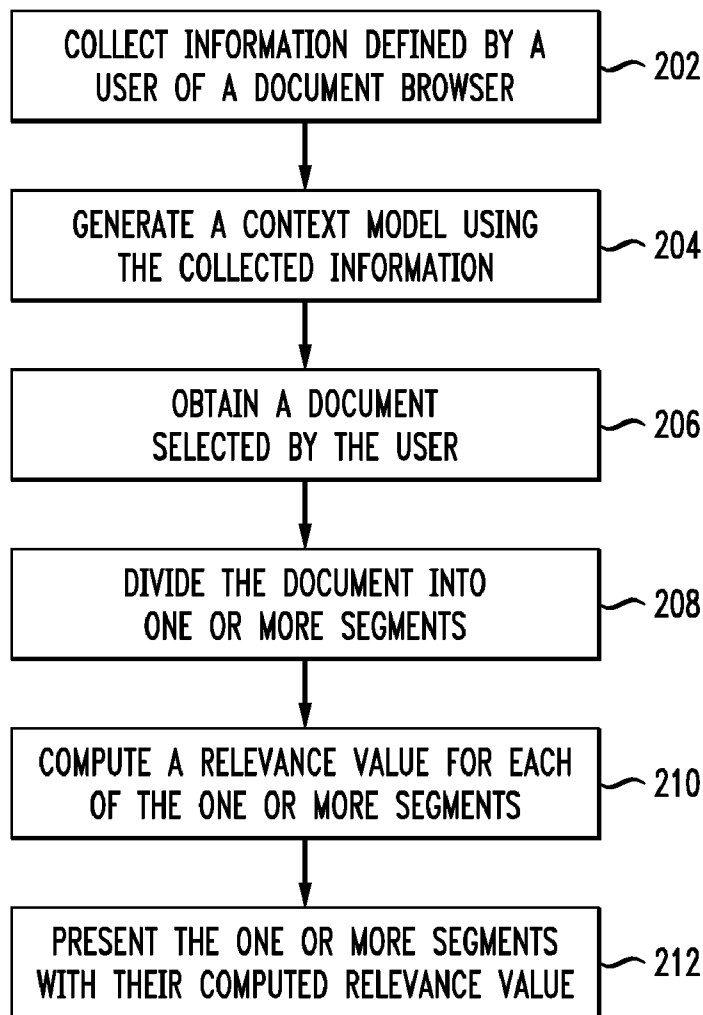 COLLECT INFORMATION DEFINED BY A
USER OF A DOCUMENT BROWSER
202
GENERATE A CONTEXT MODEL USING
THE COLLECTED INFORMATION
204
OBTAIN A DOCUMENT
SELECTED BY THE USER
206
DIVIDE THE DOCUMENT INTO
ONE OR MORE SEGMENTS
208
COMPUTE A RELEVANCE VALUE FOR EACH
OF THE ONE OR MORE SEGMENTS
210
PRESENT THE ONE OR MORE SEGMENTS
WITH THEIR COMPUTED RELEVANCE VALUE
212